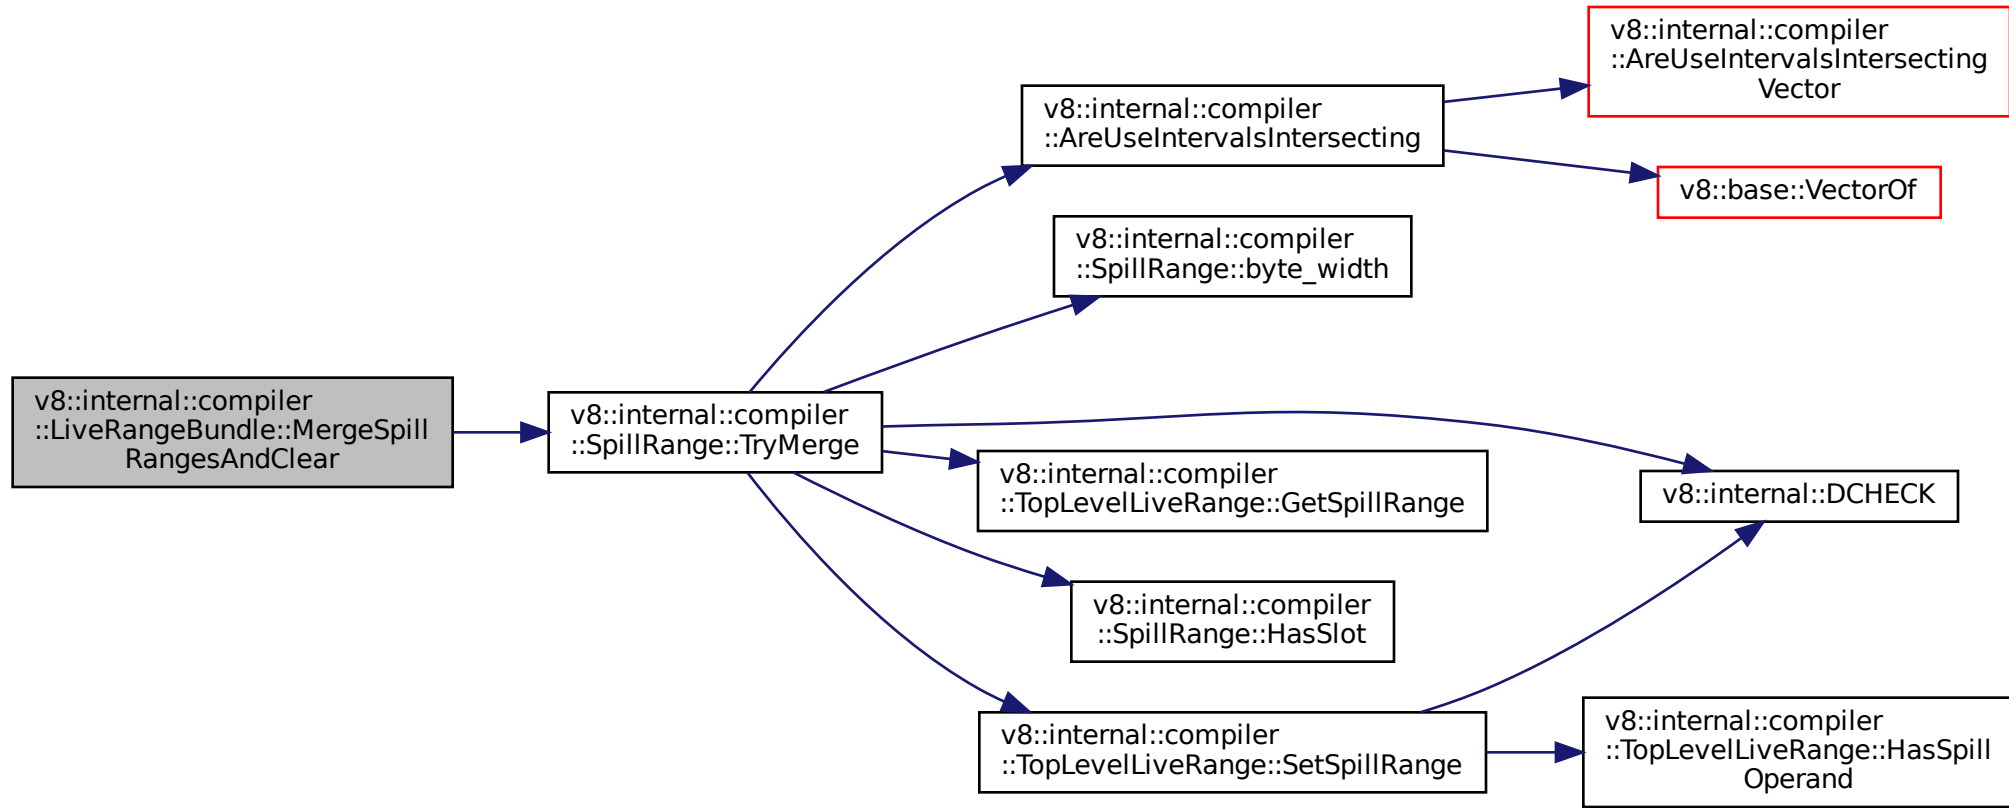 v8::internal::compiler
::LiveRangeBundle::MergeSpill
RangesAndClear
v8::internal::compiler
::SpillRange::TryMerge
v8::internal::compiler
::AreUseIntervalsIntersecting
v8::internal::compiler
::AreUseIntervalsIntersecting
Vector
v8::base::VectorOf
v8::internal::compiler
::SpillRange::byte_width
v8::internal::DCHECK
v8::internal::compiler
::TopLevelLiveRange::GetSpillRange
v8::internal::compiler
::SpillRange::HasSlot
v8::internal::compiler
::TopLevelLiveRange::SetSpillRange
v8::internal::compiler
::TopLevelLiveRange::HasSpill
Operand